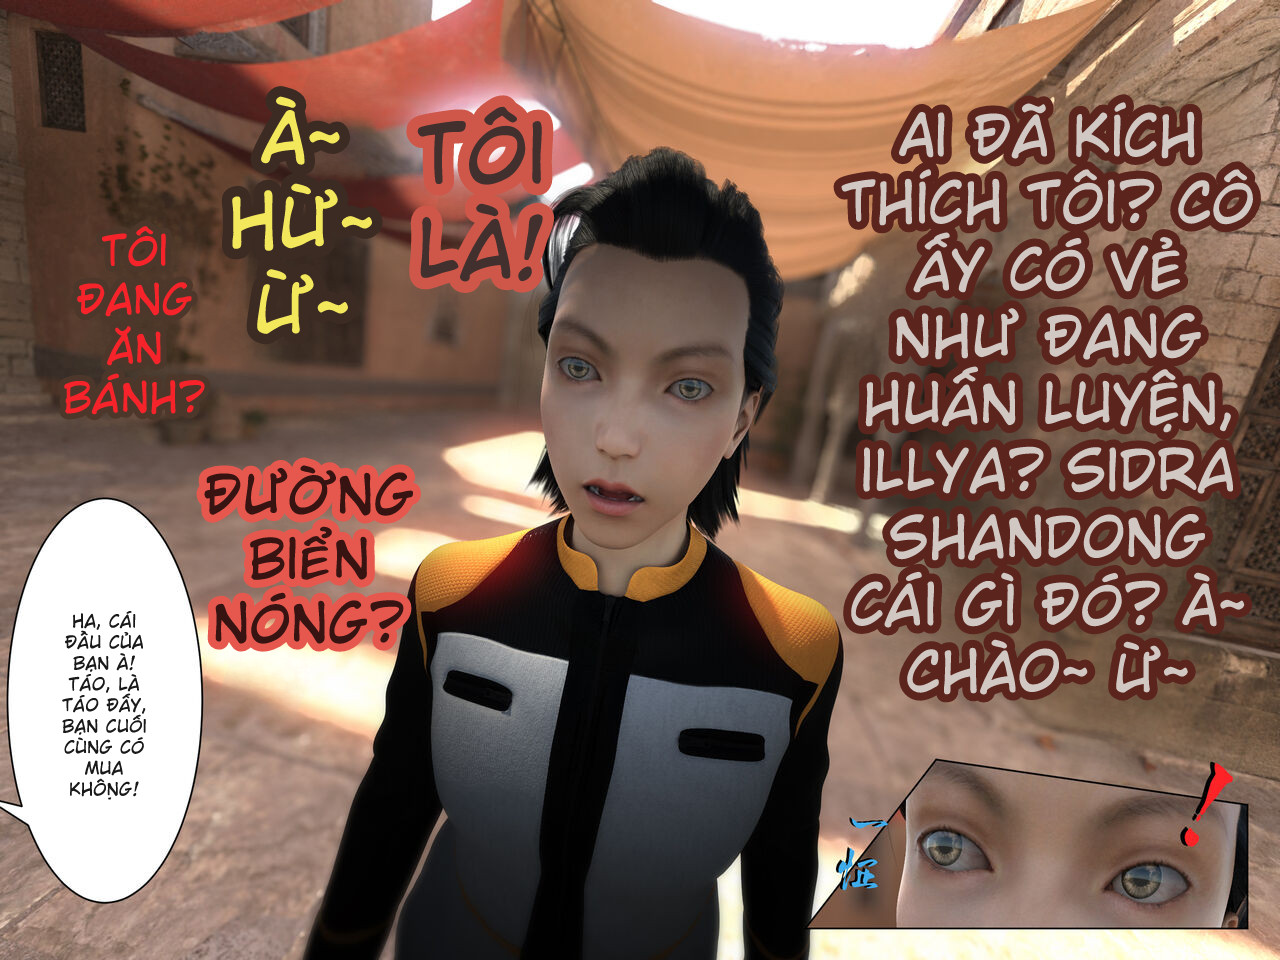 À~
HỪ~
Ừ~
TÔI
LÀ!
TÔI
ĐANG
ĂN
BÁNH?
ĐƯỜNG
BIỂN
NÓNG?
HA, CÁI
ĐẦU CỦA
BẠN À!
TÁO, LÀ
TÁO ĐẤY,
BẠN CUỐI
CÙNG CÓ
MUA
KHÔNG!
AI ĐÃ KÍCH
THÍCH TÔI? CÔ
ẤY CÓ VẺ
NHƯ ĐANG
HUẤN LUYỆN,
ILLYA? SIDRA
SHANDONG
CÁI GÌ ĐÓ? À~
CHÀO~ Ừ~
一
怔
!